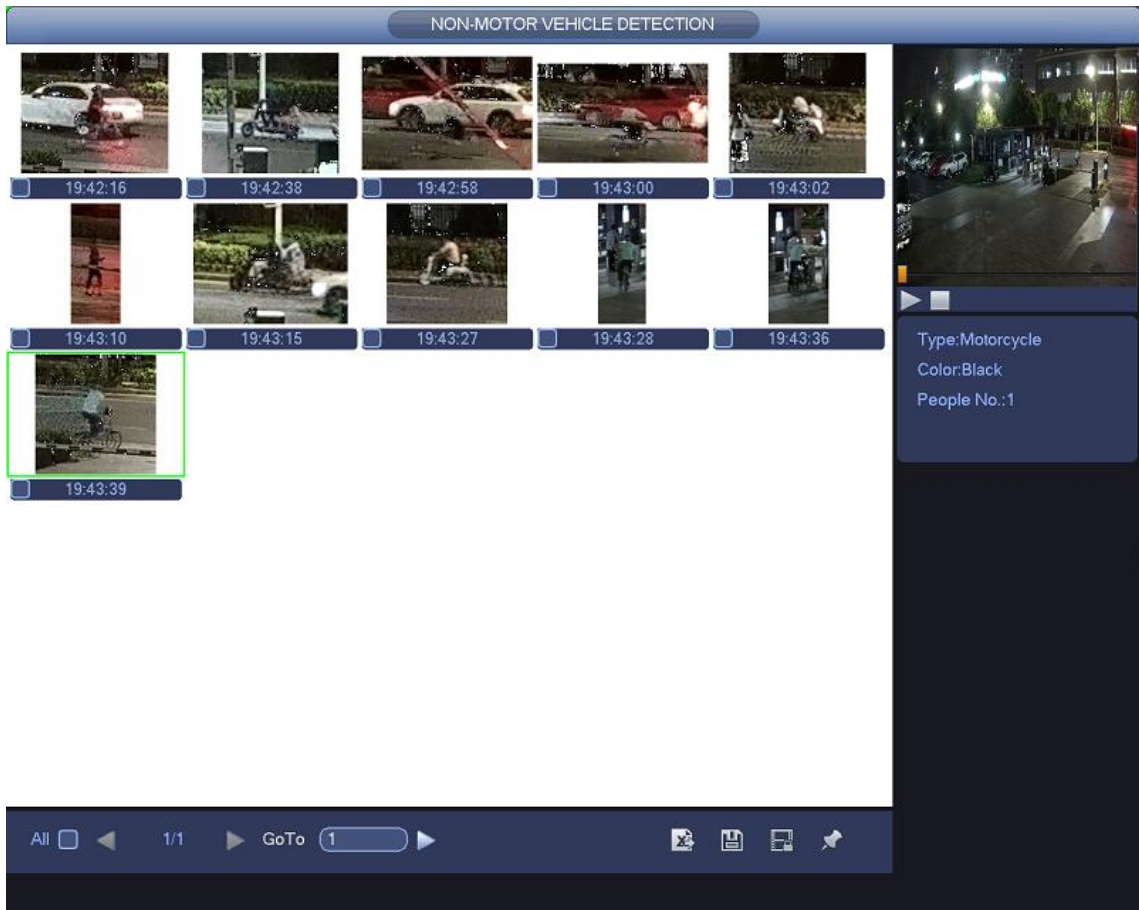 NON-MOTOR VEHICLE DETECTION
19:42:16 19:42:38 19:42:58 19:43:00 19:43:02
19:43:10 19:43:15 19:43:27 19:43:28 19:43:36
19:43:39
Type:Motorcycle
Color:Black
People No.:1
All 1/1 GoTo 1